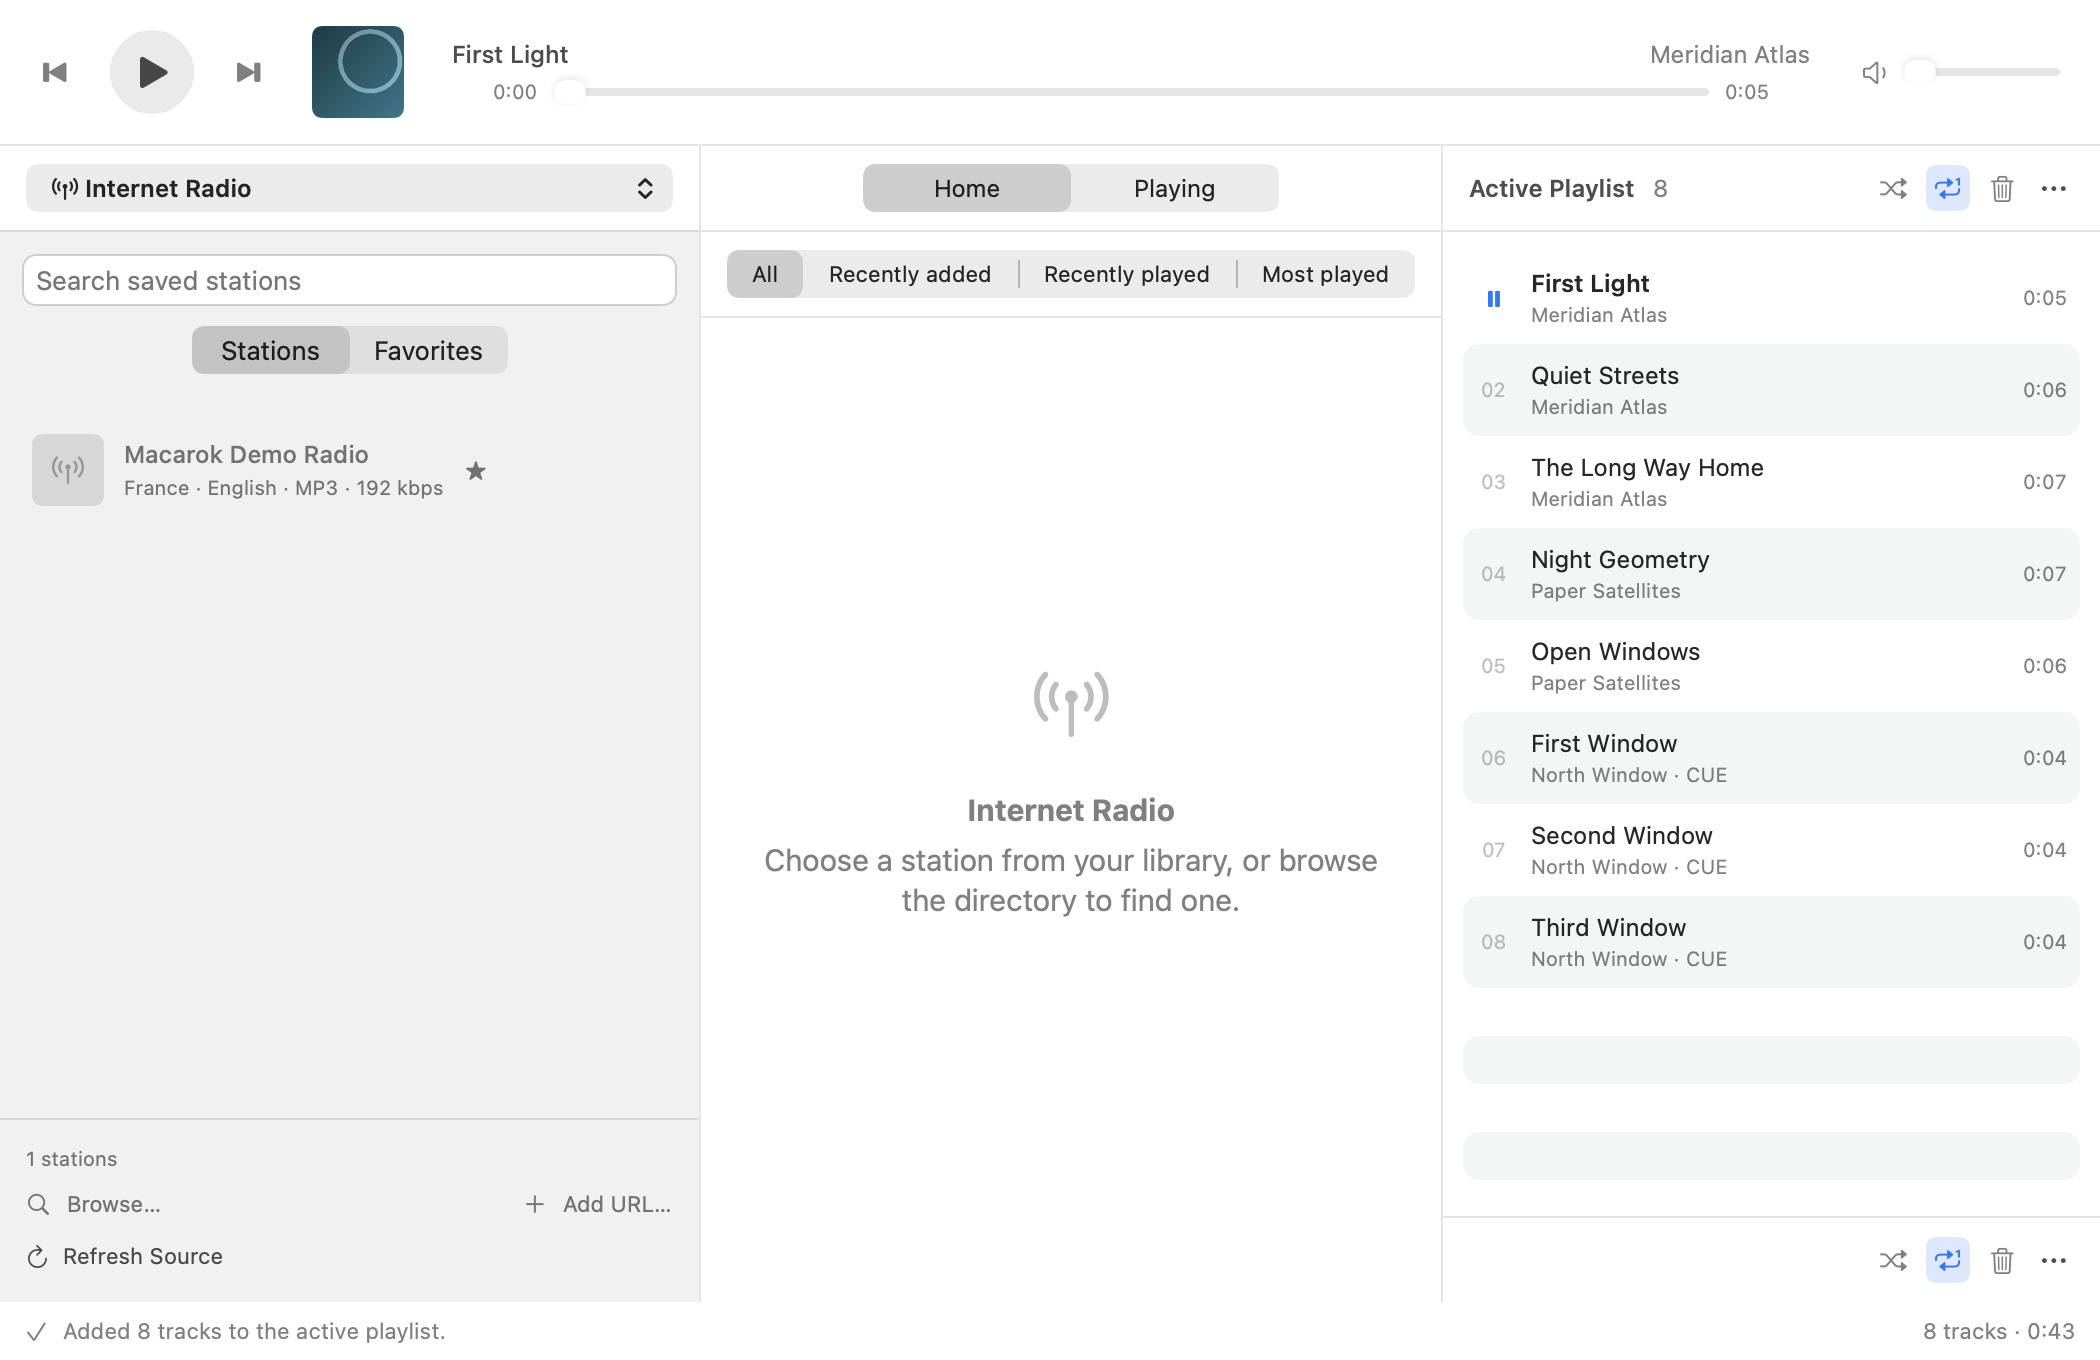 First Light
Meridian Atlas
0:00
0:05
Internet Radio
Search saved stations
Stations
Favorites
Macarok Demo Radio
France · English · MP3 · 192 kbps
1 stations
Browse...
Add URL...
Refresh Source
Home
Playing
All
Recently added
Recently played
Most played
Internet Radio
Choose a station from your library, or browse
the directory to find one.
Active Playlist 8
First Light
Meridian Atlas
0:05
02
Quiet Streets
Meridian Atlas
0:06
03
The Long Way Home
Meridian Atlas
0:07
04
Night Geometry
Paper Satellites
0:07
05
Open Windows
Paper Satellites
0:06
06
First Window
North Window · CUE
0:04
07
Second Window
North Window · CUE
0:04
08
Third Window
North Window · CUE
0:04
Added 8 tracks to the active playlist.
8 tracks · 0:43